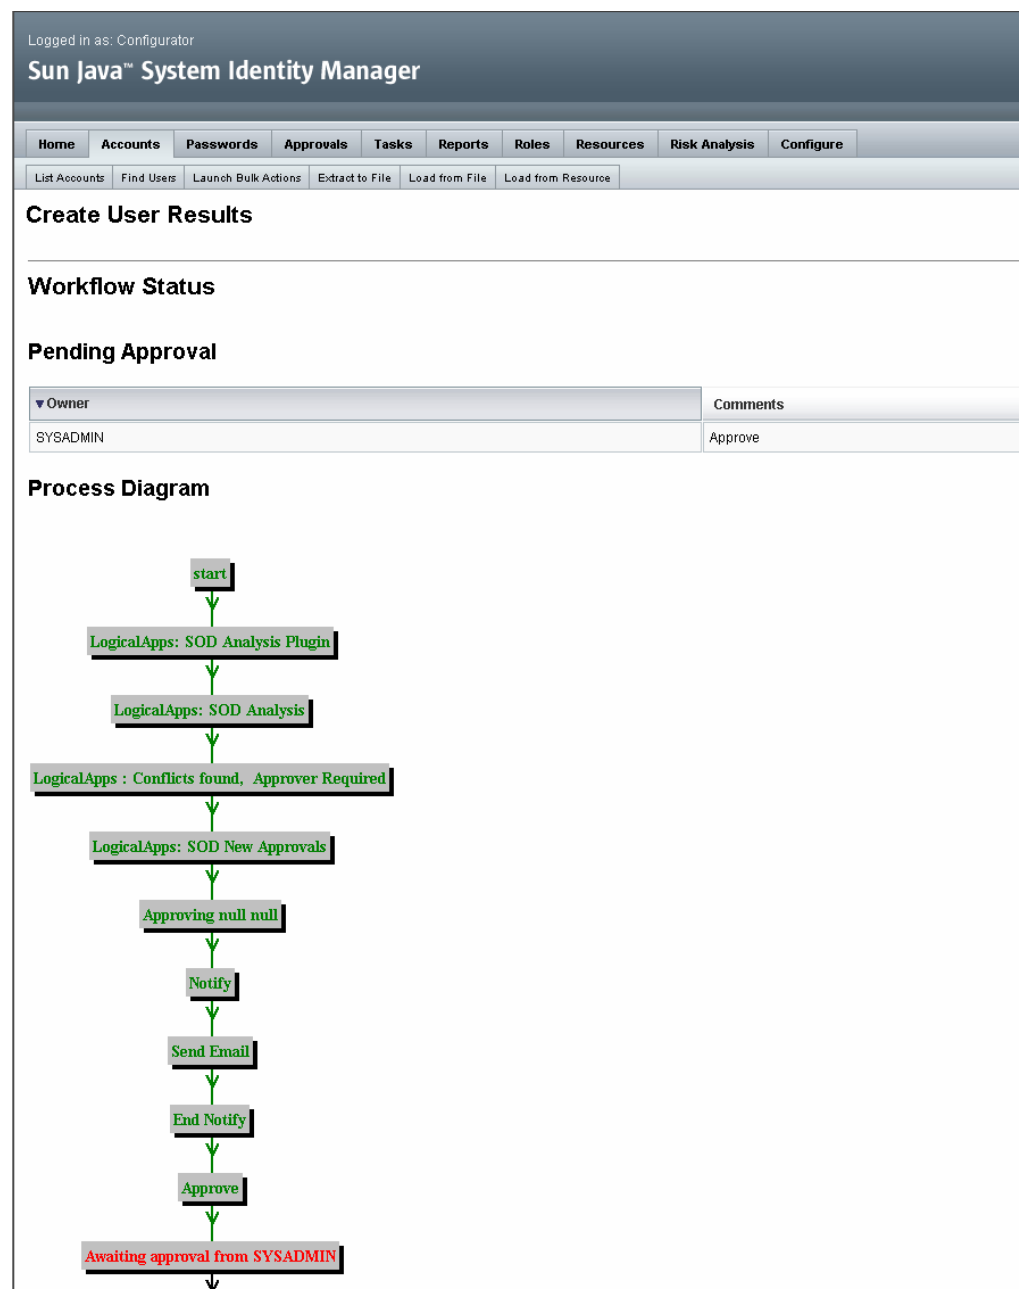 Logged in as: Configurator
Sun Java™ System Identity Manager
Home Accounts Passwords Approvals Tasks Reports Roles Resources Risk Analysis Configure
List Accounts Find Users Launch Bulk Actions Extract to File Load from File Load from Resource
Create User Results
Workflow Status
Pending Approval
▼Owner Comments
SYSADMIN Approve
Process Diagram
start
LogicalApps: SOD Analysis Plugin
LogicalApps: SOD Analysis
LogicalApps : Conflicts found, Approver Required
LogicalApps: SOD New Approvals
Approving null null
Notify
Send Email
End Notify
Approve
Awaiting approval from SYSADMIN